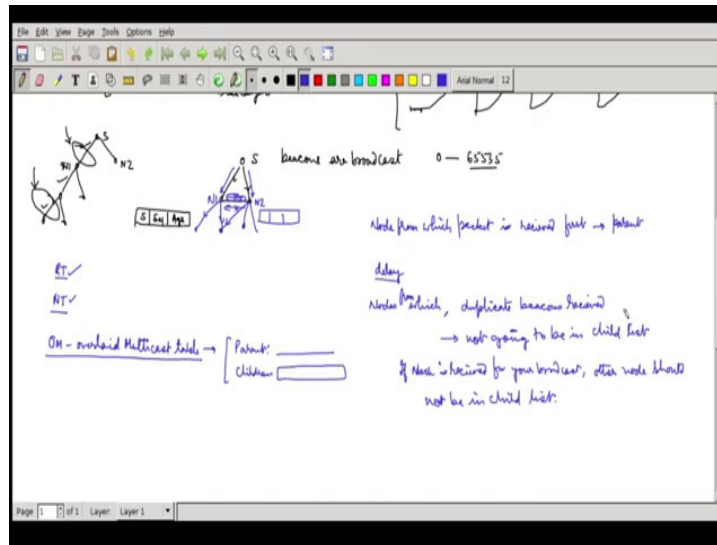 File Edit View Page Tools Options Help
T
Arial Normal 12
S
N1
N2
S beacons are broadcast 0 — 65535
N1 N2
S Seq Age
Node from which packet is recieved first → parent
RT ✓
delay
NT ✓
Nodes from which, duplicate beacons recieved
→ not going to be in child list
OM - overlaid Multicast table → Parent:
Children
If Nack is recieved for your broadcast, other node should
not be in child list.
Page 1 of 1 Layer: Layer 1